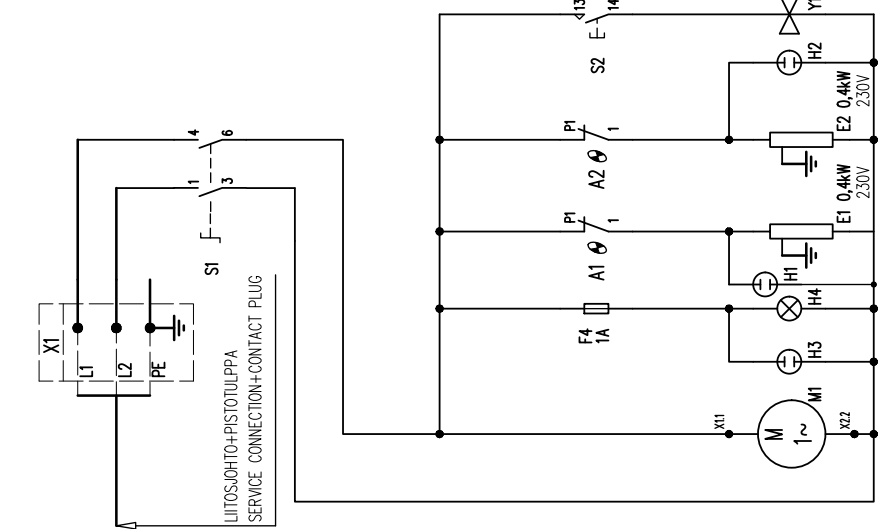 13
14
Y1
S2
H2
4
6
P1
1
A2
E2 0,4kW
230V
1
3
S1
P1
1
A1
E1 0,4kW
230V
H1
X1
L1
L2
PE
F4
1A
H4
H3
LIITOSJOHTO+PISTOTULPPA
SERVICE CONNECTION+CONTACT PLUG
X1.1
M
1~
M1
X2.2